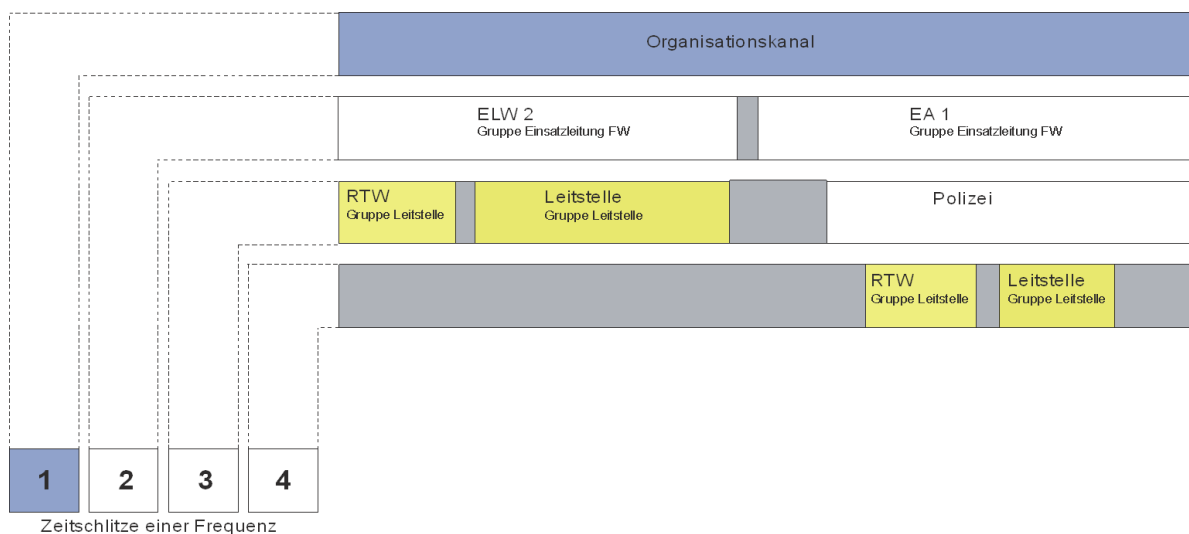 Organisationskanal
ELW 2
Gruppe Einsatzleitung FW
EA 1
Gruppe Einsatzleitung FW
RTW
Gruppe Leitstelle
Leitstelle
Gruppe Leitstelle
Polizei
RTW
Gruppe Leitstelle
Leitstelle
Gruppe Leitstelle
1 2 3 4
Zeitschlitze einer Frequenz